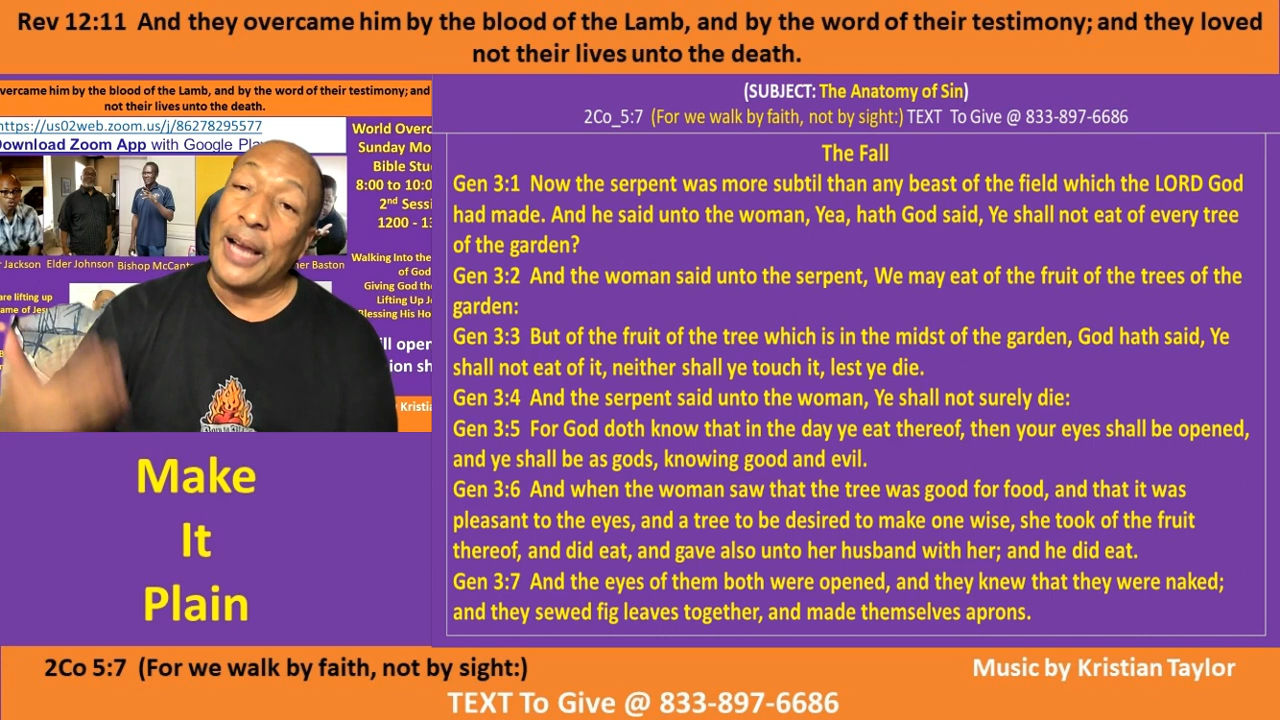 Rev 12:11 And they overcame him by the blood of the Lamb, and by the word of their testimony; and they loved
not their lives unto the death.
vercame him by the blood of the Lamb, and by the word of their testimony; and
not their lives unto the death.
https://us02web.zoom.us/j/86278295577
Download Zoom App with Google Pla
World Overc
Sunday Mo
Bible Stu
8:00 to 10:0
2nd Sessi
1200 - 13
Jackson Elder Johnson Bishop McCant er Baston
Walking Into the
of God
Giving God th
Lifting Up J
Blessing His Ho
are lifting up
ame of Jes
ll open
ion sh
Kristia
Make
It
Plain
(SUBJECT: The Anatomy of Sin)
2Co_5:7 (For we walk by faith, not by sight:) TEXT To Give @ 833-897-6686
The Fall
Gen 3:1 Now the serpent was more subtil than any beast of the field which the LORD God
had made. And he said unto the woman, Yea, hath God said, Ye shall not eat of every tree
of the garden?
Gen 3:2 And the woman said unto the serpent, We may eat of the fruit of the trees of the
garden:
Gen 3:3 But of the fruit of the tree which is in the midst of the garden, God hath said, Ye
shall not eat of it, neither shall ye touch it, lest ye die.
Gen 3:4 And the serpent said unto the woman, Ye shall not surely die:
Gen 3:5 For God doth know that in the day ye eat thereof, then your eyes shall be opened,
and ye shall be as gods, knowing good and evil.
Gen 3:6 And when the woman saw that the tree was good for food, and that it was
pleasant to the eyes, and a tree to be desired to make one wise, she took of the fruit
thereof, and did eat, and gave also unto her husband with her; and he did eat.
Gen 3:7 And the eyes of them both were opened, and they knew that they were naked;
and they sewed fig leaves together, and made themselves aprons.
2Co 5:7 (For we walk by faith, not by sight:)
Music by Kristian Taylor
TEXT To Give @ 833-897-6686